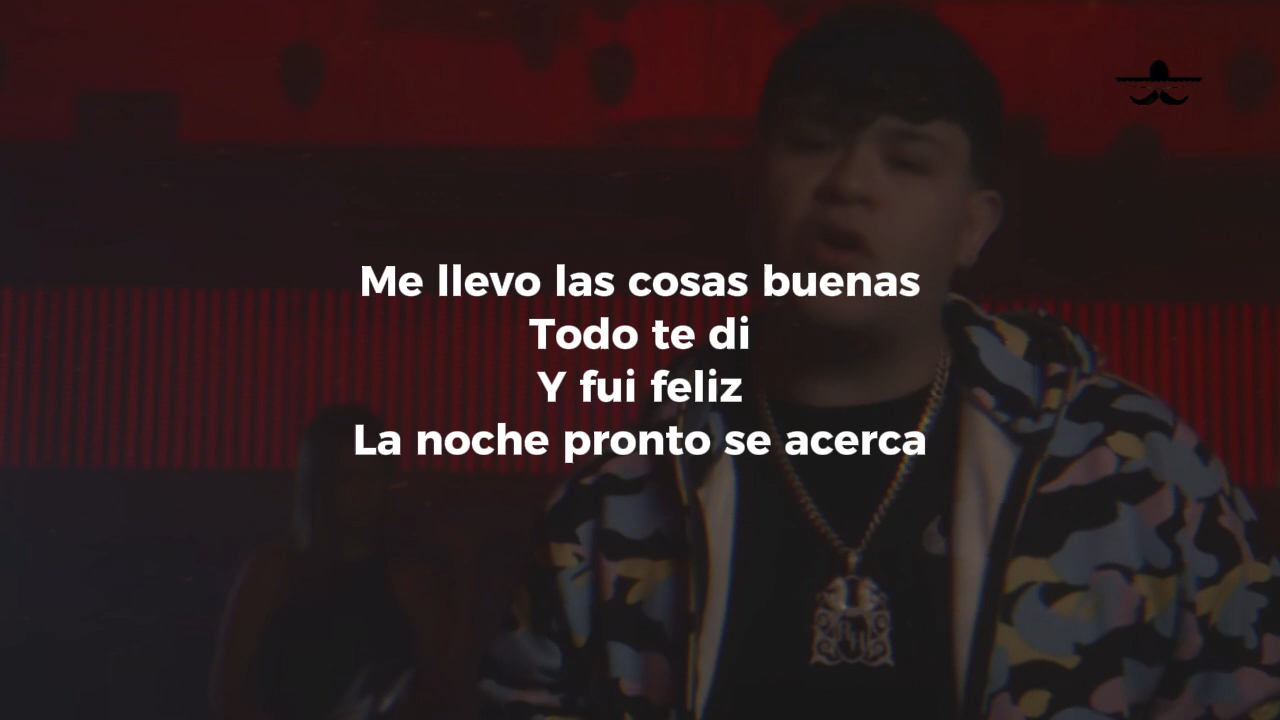 Me llevo las cosas buenas
Todo te di
Y fui feliz
La noche pronto se acerca